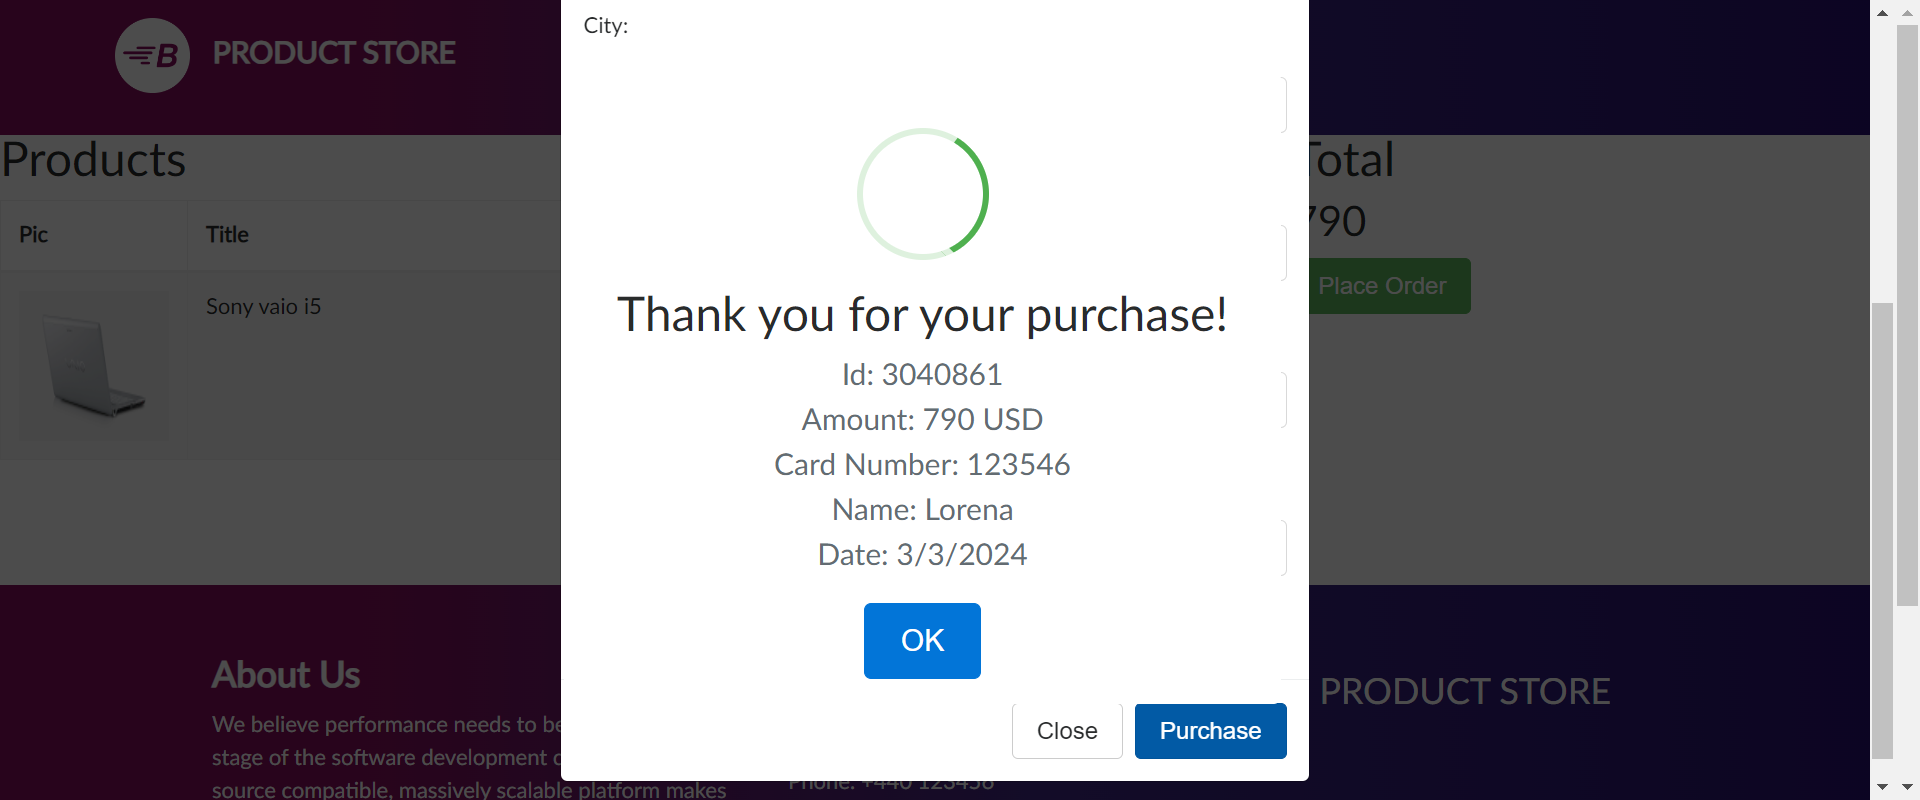 B
PRODUCT STORE
City:
Products
Pic
Title
Sony vaio i5
Total
790
Place Order
Thank you for your purchase!
Id: 3040861
Amount: 790 USD
Card Number: 123546
Name: Lorena
Date: 3/3/2024
OK
Close
Purchase
About Us
We believe performance needs to be
stage of the software development
source compatible, massively scalable platform makes
PRODUCT STORE
Phone: +440 123456